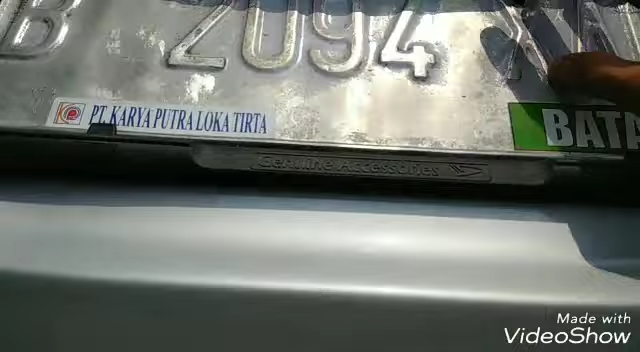 B 2094
PT. KARYA PUTRA LOKA TIRTA
BATA
Genuine Accessories
Made with
VideoShow